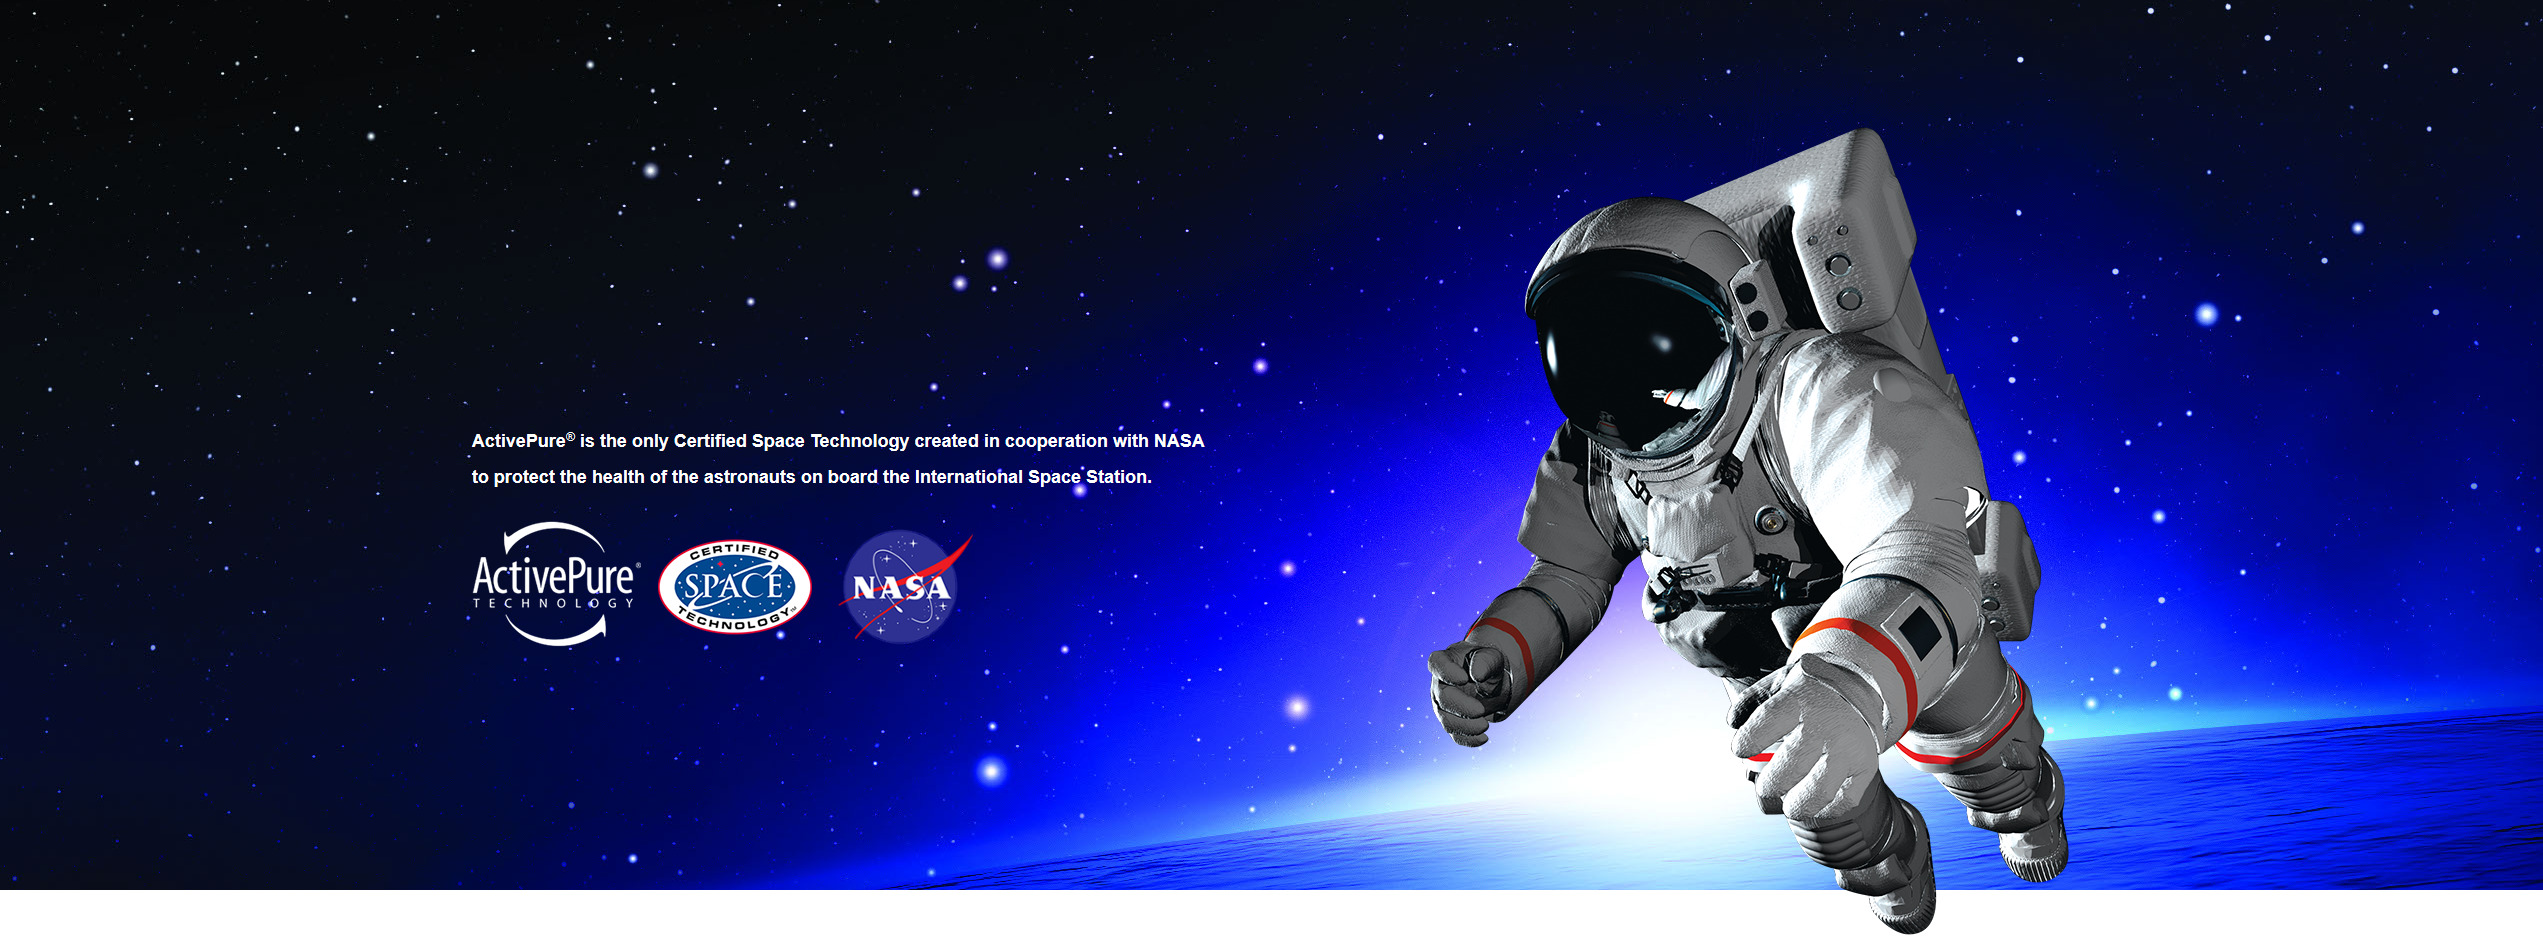 ActivePure® is the only Certified Space Technology created in cooperation with NASA
to protect the health of the astronauts on board the International Space Station.
ActivePure®
TECHNOLOGY
CERTIFIED
SPACE
TECHNOLOGY™
NASA